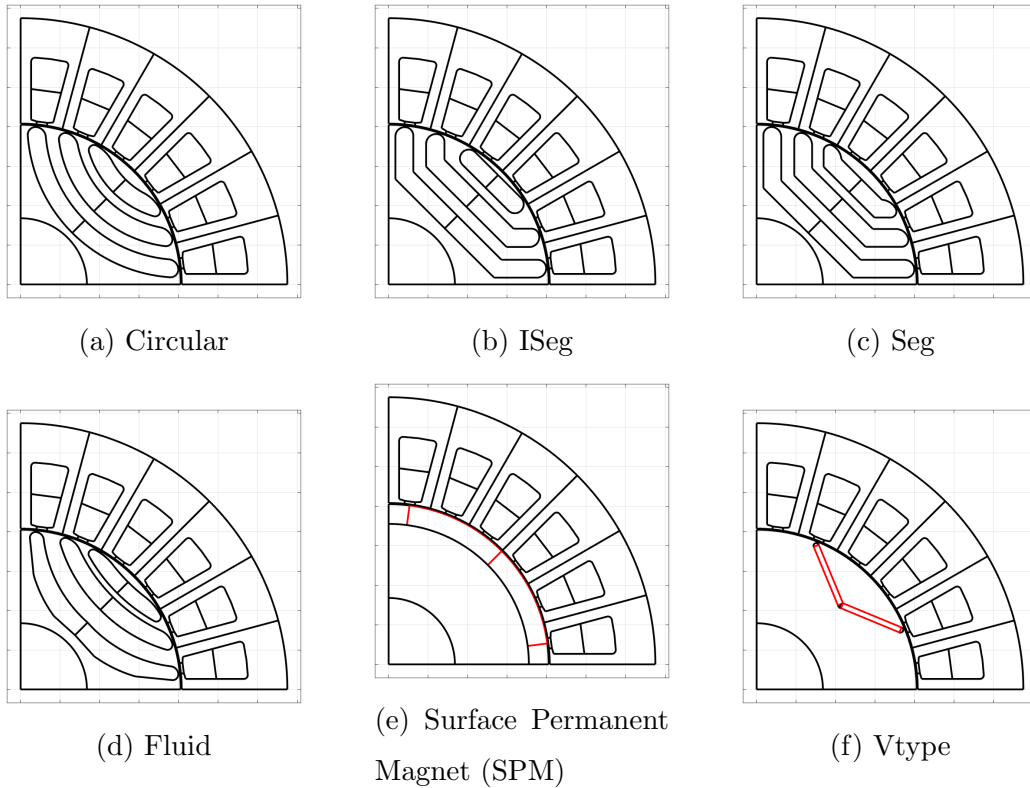 (a) Circular
(b) ISeg
(c) Seg
(d) Fluid
(e) Surface Permanent
Magnet (SPM)
(f) Vtype